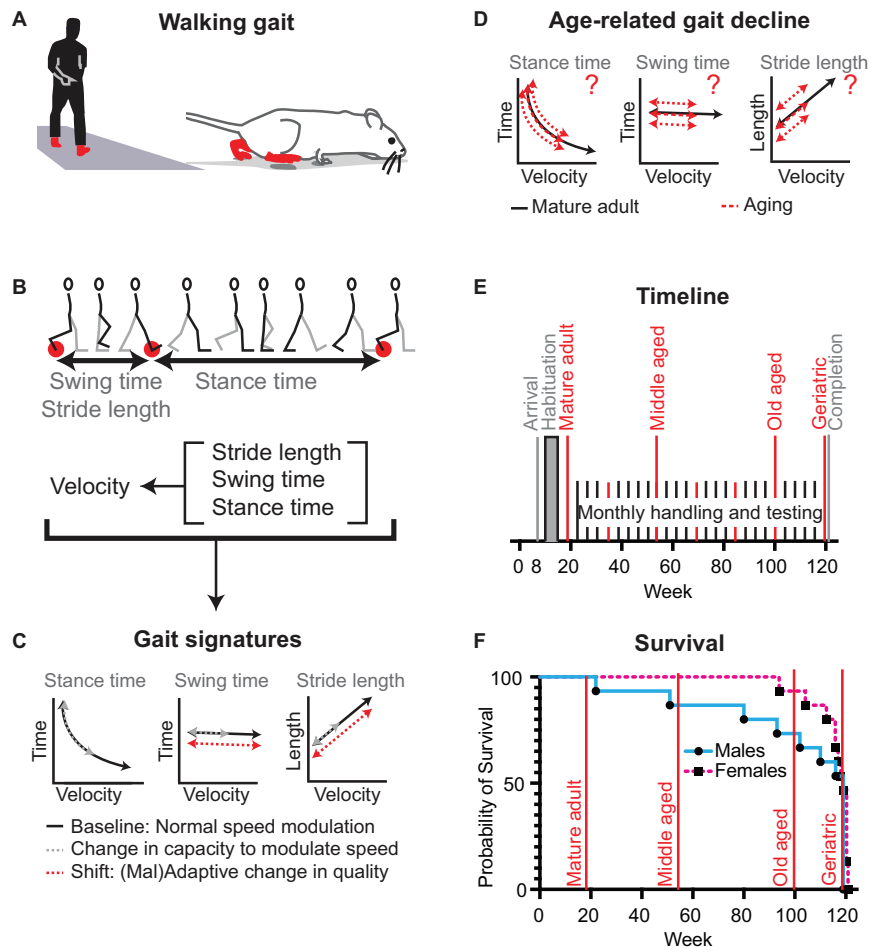 A
Walking gait
B
Swing time
Stance time
Stride length
Velocity
Stride length
Swing time
Stance time
C
Gait signatures
Stance time
Swing time
Stride length
Time
Time
Length
Velocity
Velocity
Velocity
Baseline: Normal speed modulation
Change in capacity to modulate speed
Shift: (Mal)Adaptive change in quality
D
Age-related gait decline
Stance time
Swing time
Stride length
?
?
?
Time
Time
Length
Velocity
Velocity
Velocity
Mature adult
Aging
E
Timeline
Arrival
Habituation
Mature adult
Middle aged
Old aged
Geriatric
Completion
Monthly handling and testing
0 8 20 40 60 80 100 120
Week
F
Survival
Probability of Survival
100
50
0
Males
Females
Mature adult
Middle aged
Old aged
Geriatric
0 20 40 60 80 100 120
Week